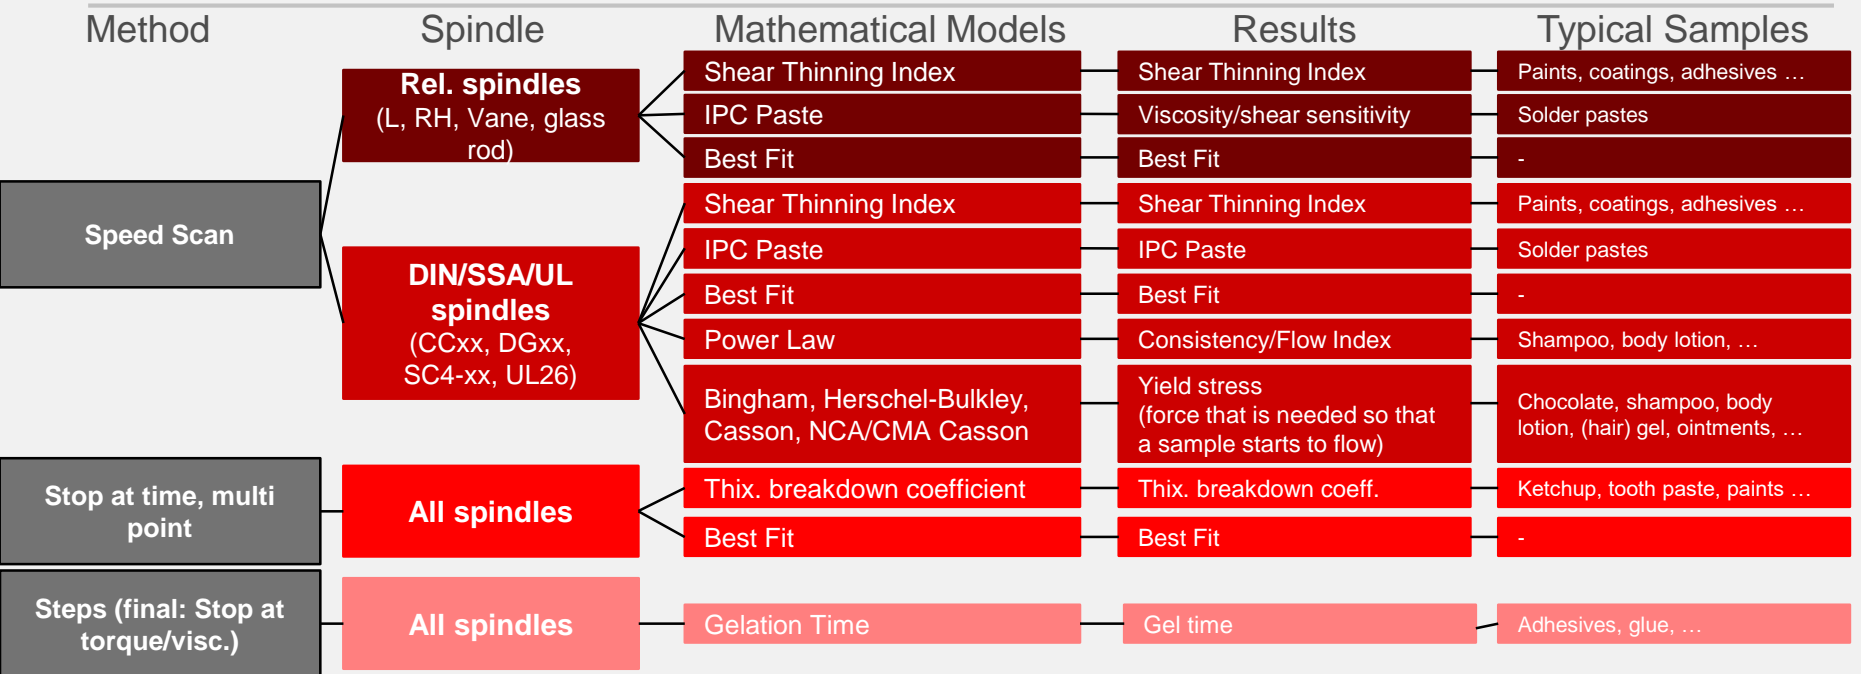 Method Spindle Mathematical Models Results Typical Samples
Speed Scan
Rel. spindles
(L, RH, Vane, glass
rod)
Shear Thinning Index Shear Thinning Index Paints, coatings, adhesives …
IPC Paste Viscosity/shear sensitivity Solder pastes
Best Fit Best Fit -
DIN/SSA/UL
spindles
(CCxx, DGxx,
SC4-xx, UL26)
Shear Thinning Index Shear Thinning Index Paints, coatings, adhesives …
IPC Paste IPC Paste Solder pastes
Best Fit Best Fit -
Power Law Consistency/Flow Index Shampoo, body lotion, …
Bingham, Herschel-Bulkley,
Casson, NCA/CMA Casson
Yield stress
(force that is needed so that
a sample starts to flow)
Chocolate, shampoo, body
lotion, (hair) gel, ointments, …
Stop at time, multi
point
All spindles
Thix. breakdown coefficient Thix. breakdown coeff. Ketchup, tooth paste, paints …
Best Fit Best Fit -
Steps (final: Stop at
torque/visc.)
All spindles
Gelation Time Gel time Adhesives, glue, …